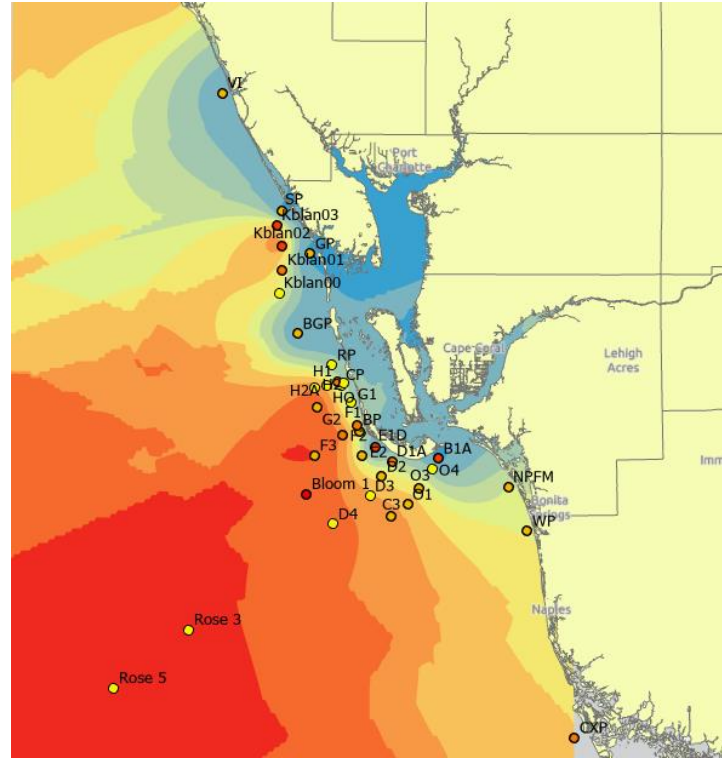 VI
Port
Charlotte
SP
Kblan03
Kblan02
GP
Kblan01
Kblan00
BGP
Cape Coral
Lehigh
Acres
RP
H1
CP
H2A
HO
G1
G2
F1
BP
F2
E1D
F3
E2
D1A
B1A
Imm
D2
O4
Bloom 1
D3
O3
NPFM
Bonita
Springs
D4
C3
WP
Naples
Rose 3
Rose 5
CXP